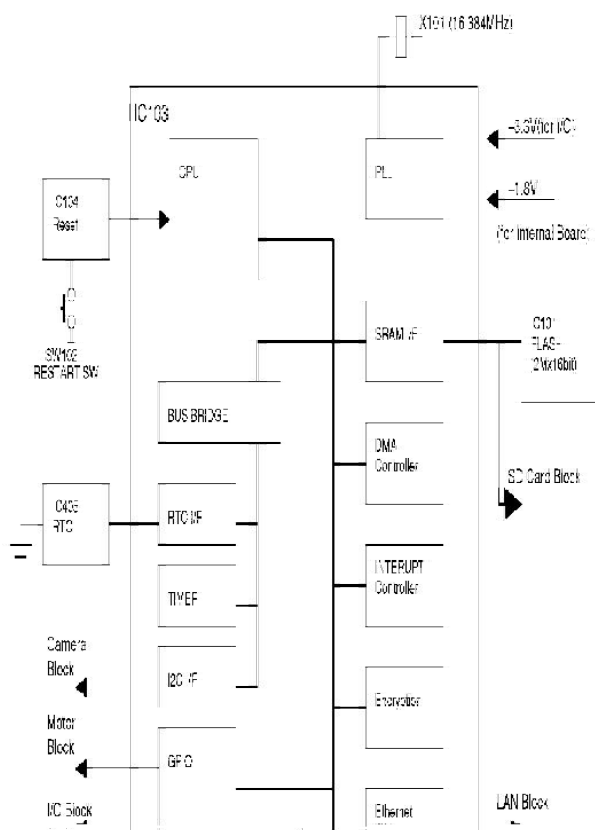 X101 (16.384MHz)
IC103
CPU
PLL
+3.3V(for I/O)
+1.8V
(for Internal Board)
IC104
Reset
SW102
RESTART SW
SRAM I/F
IC101
FLASH
(2Mx16bit)
BUS BRIDGE
DMA
Controller
SD Card Block
RTC I/F
RTC
INTERUPT
Controller
TIMER
Camera
Block
I2C I/F
Encryption
Motor
Block
GPIO
I/O Block
Ethernet
LAN Block